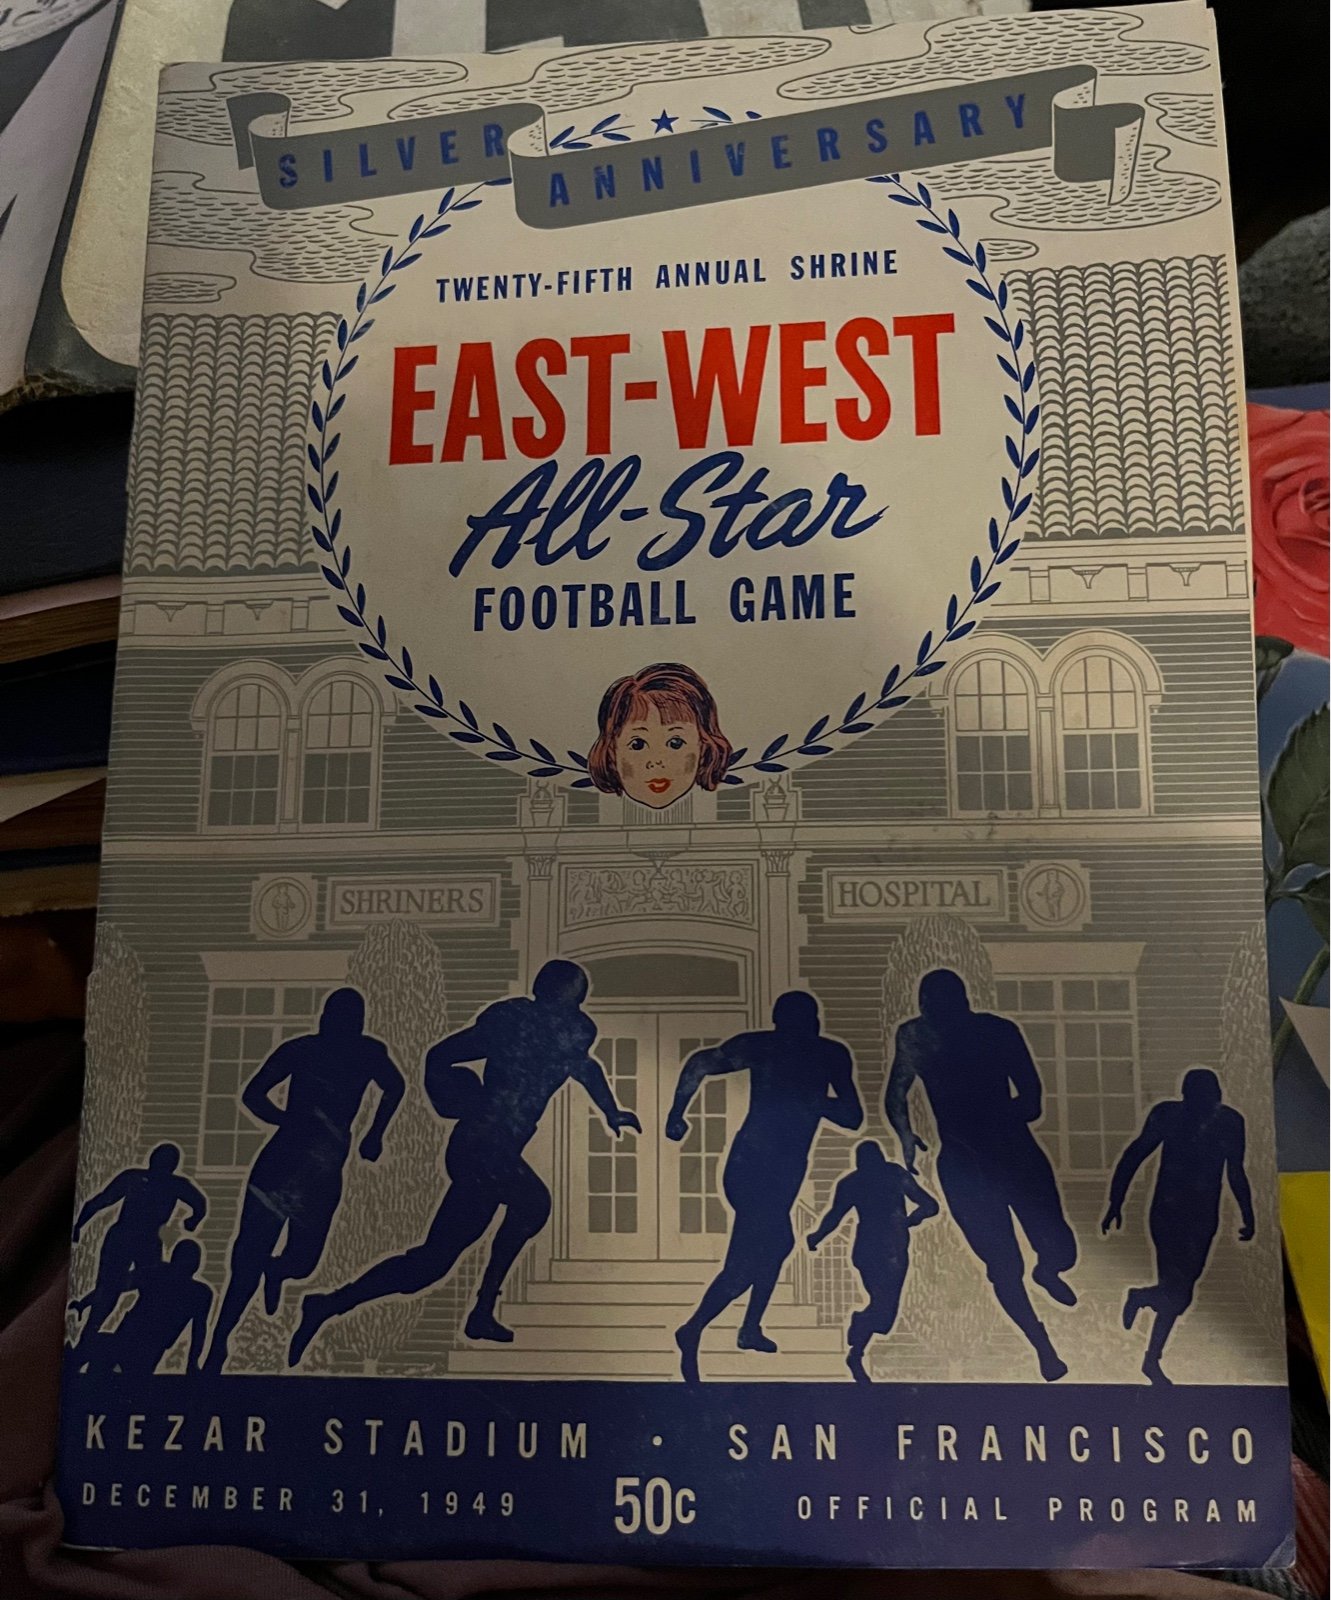 SILVER ANNIVERSARY
TWENTY-FIFTH ANNUAL SHRINE
EAST-WEST
All-Star
FOOTBALL GAME
SHRINERS HOSPITAL
KEZAR STADIUM · SAN FRANCISCO
DECEMBER 31, 1949 50c OFFICIAL PROGRAM